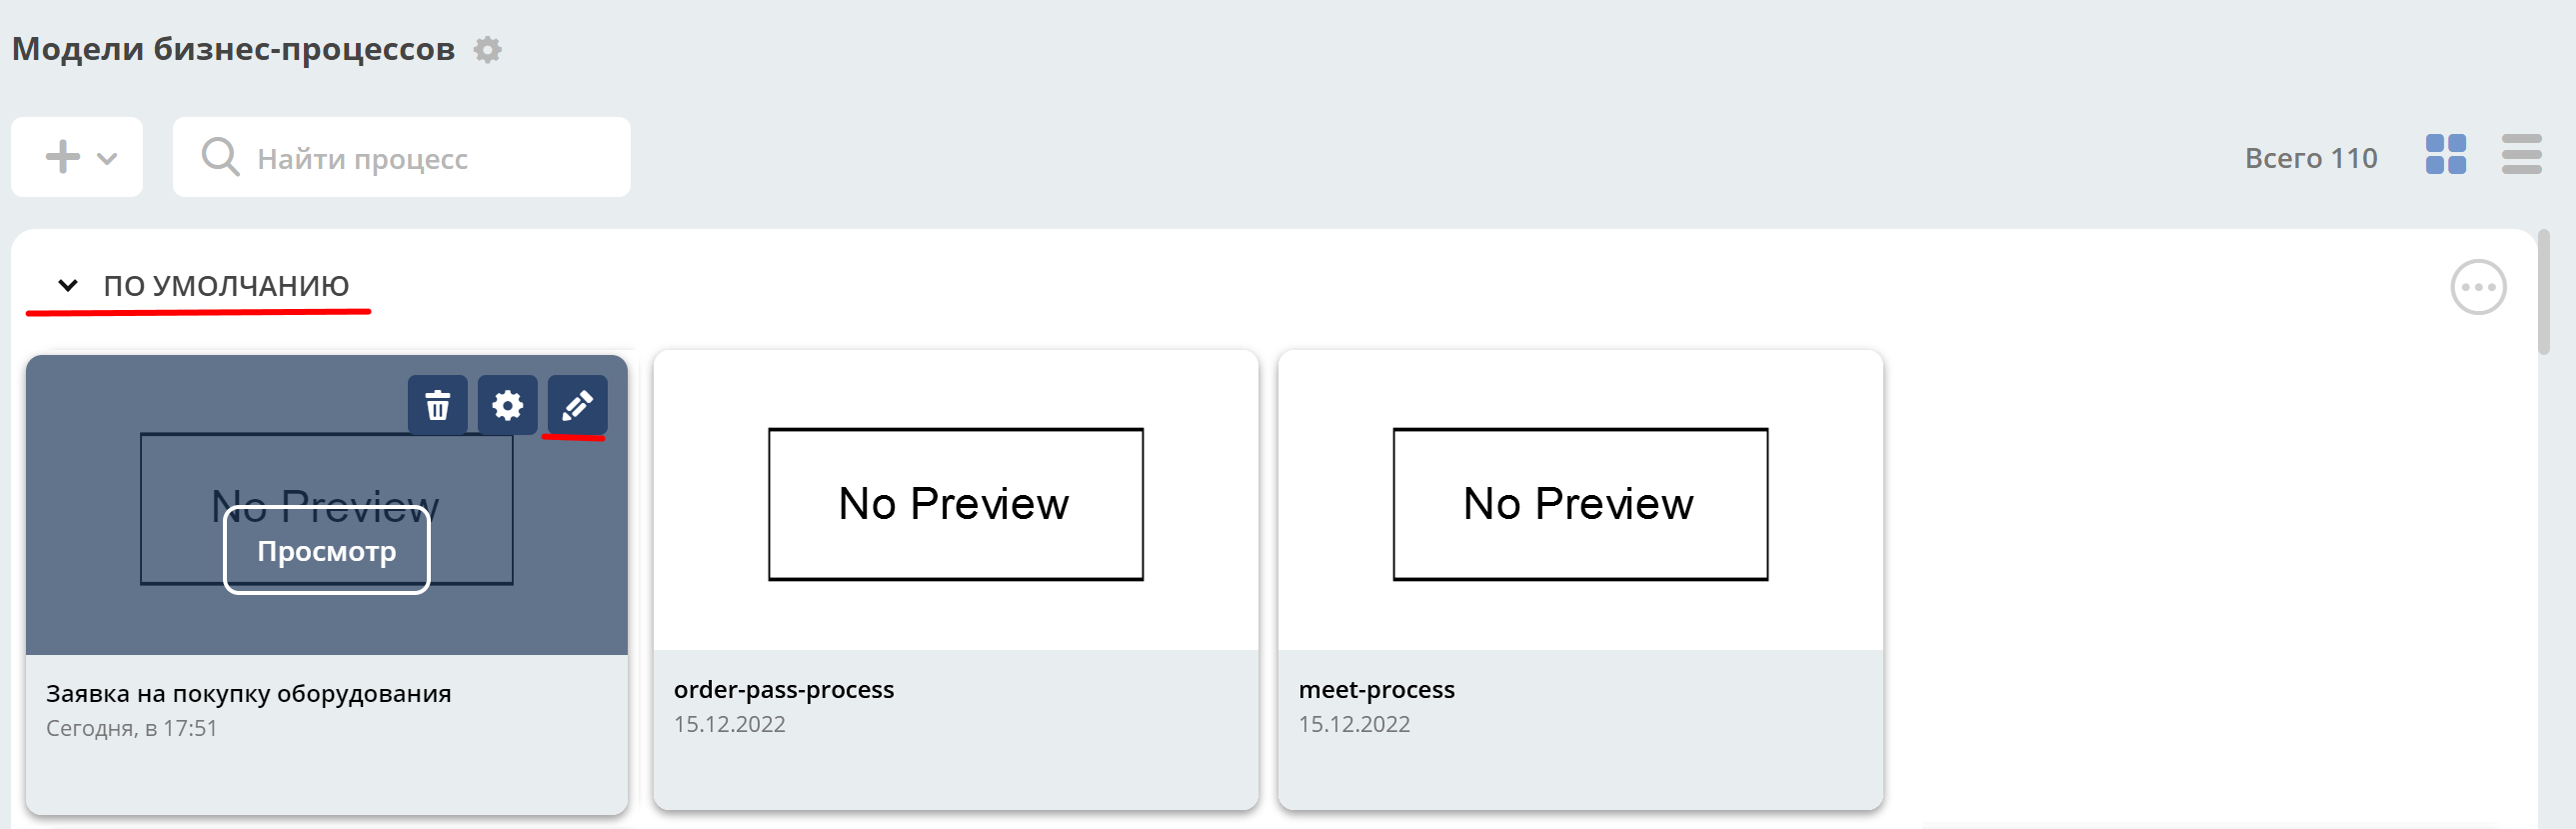 Модели бизнес-процессов
Найти процесс
Всего 110
ПО УМОЛЧАНИЮ
No Preview
Просмотр
Заявка на покупку оборудования
Сегодня, в 17:51
No Preview
order-pass-process
15.12.2022
No Preview
meet-process
15.12.2022